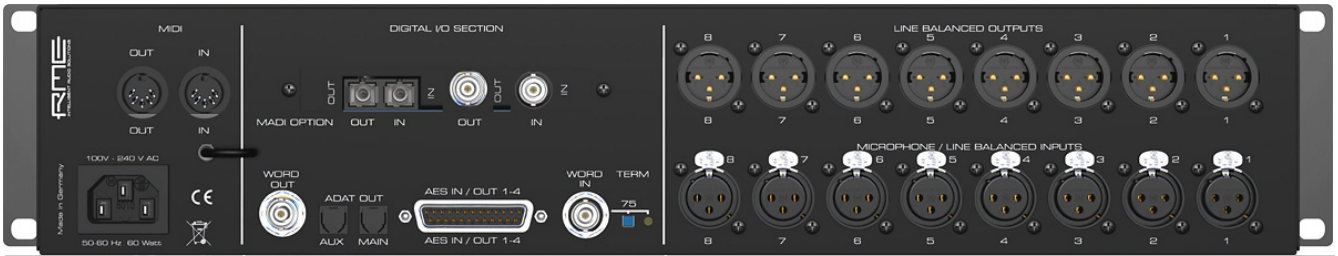 RME
INTELLIGENT AUDIO SOLUTIONS
MIDI
OUT IN
OUT IN
100V - 240 V AC
Made in Germany
50-60 Hz 60 Watt
CE
DIGITAL I/O SECTION
OUT IN OUT IN
MADI OPTION OUT IN OUT IN
WORD OUT
ADAT OUT
AUX MAIN
AES IN / OUT 1-4
AES IN / OUT 1-4
WORD IN
TERM
75
LINE BALANCED OUTPUTS
8 7 6 5 4 3 2 1
8 7 6 5 4 3 2 1
MICROPHONE / LINE BALANCED INPUTS
8 7 6 5 4 3 2 1
8 7 6 5 4 3 2 1